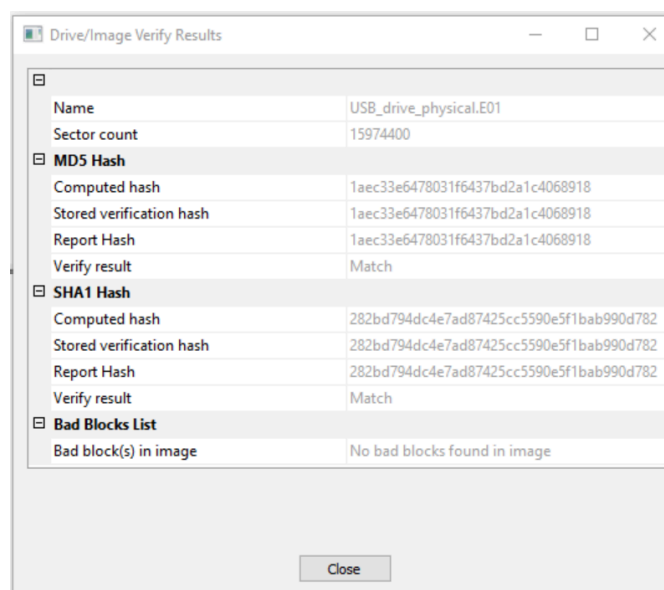 Drive/Image Verify Results
Name USB_drive_physical.E01
Sector count 15974400
MD5 Hash
Computed hash 1aec33e6478031f6437bd2a1c4068918
Stored verification hash 1aec33e6478031f6437bd2a1c4068918
Report Hash 1aec33e6478031f6437bd2a1c4068918
Verify result Match
SHA1 Hash
Computed hash 282bd794dc4e7ad87425cc5590e5f1bab990d782
Stored verification hash 282bd794dc4e7ad87425cc5590e5f1bab990d782
Report Hash 282bd794dc4e7ad87425cc5590e5f1bab990d782
Verify result Match
Bad Blocks List
Bad block(s) in image No bad blocks found in image
Close